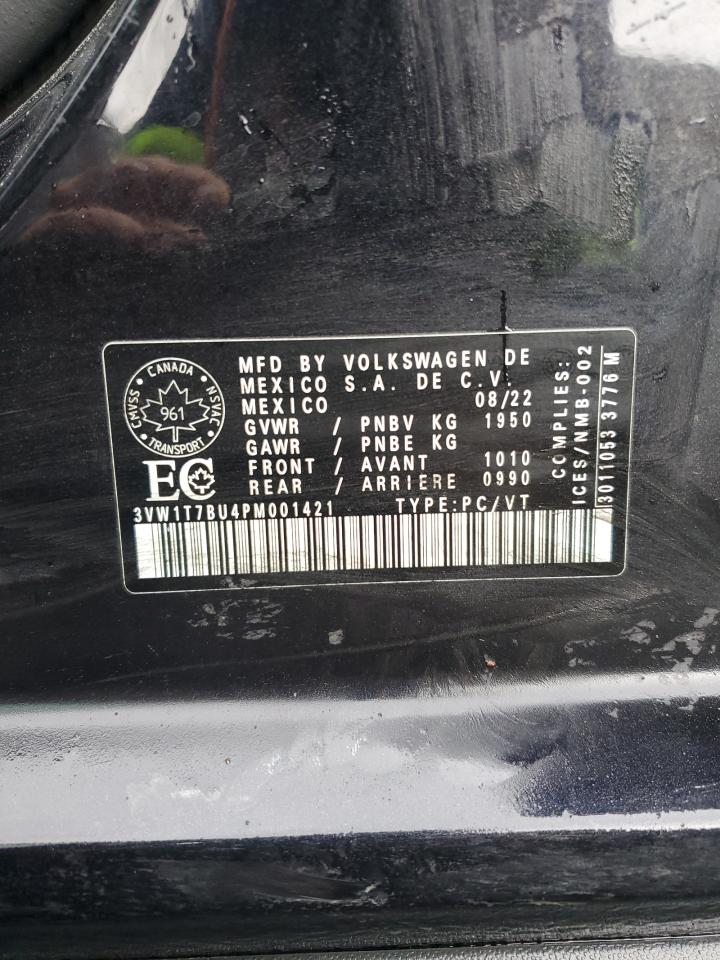 CANADA
CMVSS
NSVAC
961
TRANSPORT
EC
MFD BY VOLKSWAGEN DE
MEXICO S.A. DE C.V.
MEXICO 08/22
GVWR / PNBV KG 1950
GAWR / PNBE KG
FRONT / AVANT 1010
REAR / ARRIERE 0990
3VW1T7BU4PM001421 TYPE:PC/VT
COMPLIES:
ICES/NMB-002
3011053 3776M